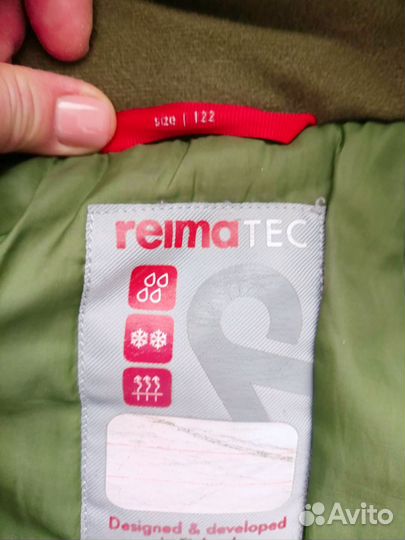 SIZE | 122
reimaTEC
Designed & developed
Avito